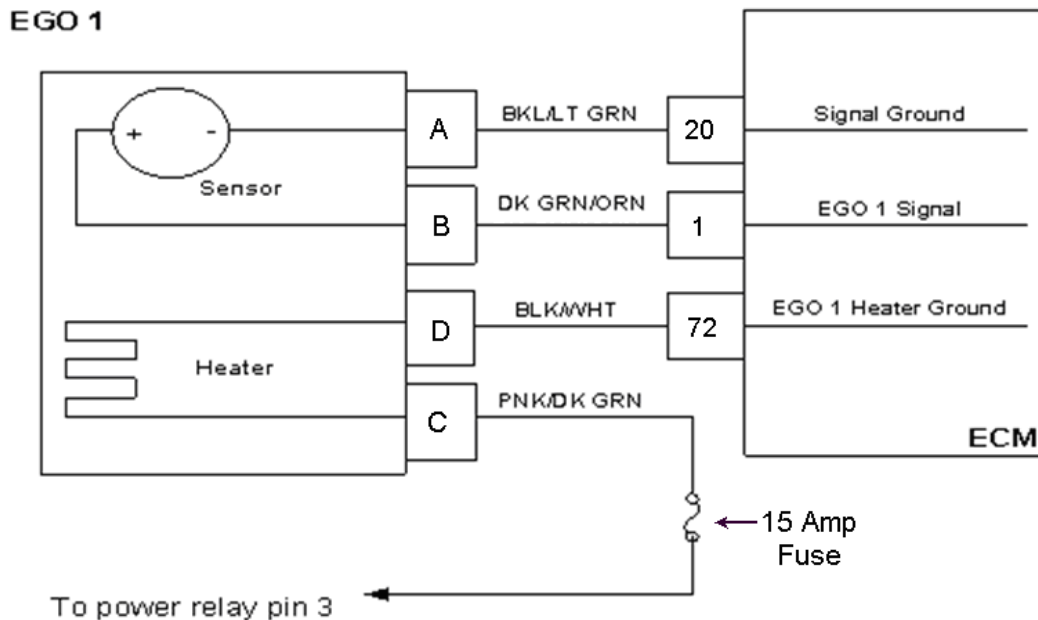 EGO 1
A
BKL/LT GRN
20
Signal Ground
+
-
Sensor
B
DK GRN/ORN
1
EGO 1 Signal
D
BLK/WHT
72
EGO 1 Heater Ground
Heater
C
PNK/DK GRN
ECM
15 Amp
Fuse
To power relay pin 3